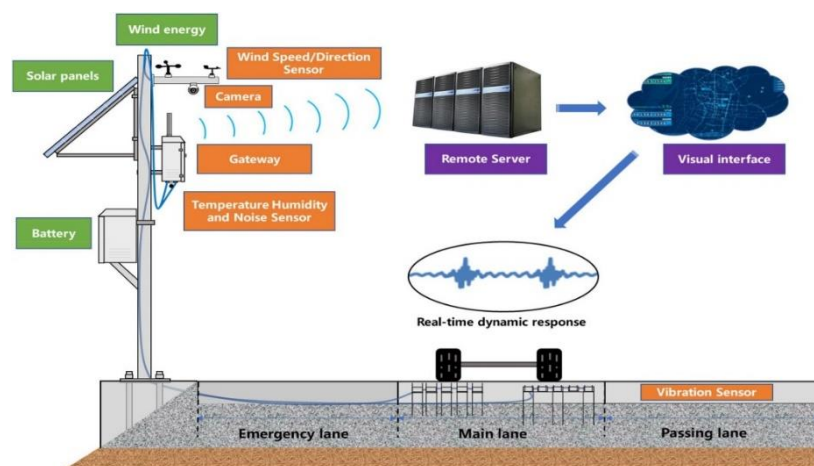 Wind energy
Wind Speed/Direction
Sensor
Solar panels
Camera
Gateway
Remote Server
Visual interface
Temperature Humidity
and Noise Sensor
Battery
Real-time dynamic response
Vibration Sensor
Emergency lane
Main lane
Passing lane